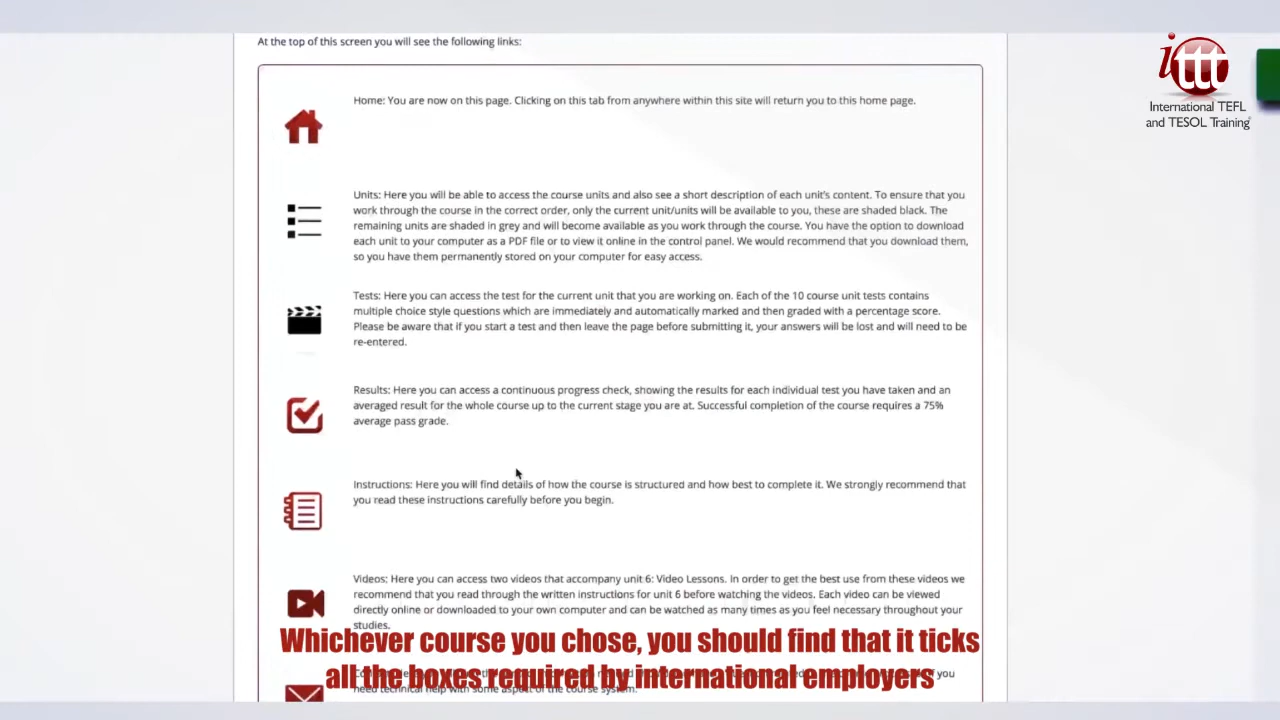 At the top of this screen you will see the following links:
Home: You are now on this page. Clicking on this tab from anywhere within this site will return you to this home page.
Units: Here you will be able to access the course units and also see a short description of each unit's content. To ensure that you
work through the course in the correct order, only the current unit/units will be available to you, these are shaded black. The
remaining units are shaded in grey and will become available as you work through the course. You have the option to download
each unit to your computer as a PDF file or to view it online in the control panel. We would recommend that you download them,
so you have them permanently stored on your computer for easy access.
Tests: Here you can access the test for the current unit that you are working on. Each of the 10 course unit tests contains
multiple choice style questions which are immediately and automatically marked and then graded with a percentage score.
Please be aware that if you start a test and then leave the page before submitting it, your answers will be lost and will need to be
re-entered.
Results: Here you can access a continuous progress check, showing the results for each individual test you have taken and an
averaged result for the whole course up to the current stage you are at. Successful completion of the course requires a 75%
average pass grade.
Instructions: Here you will find details of how the course is structured and how best to complete it. We strongly recommend that
you read these instructions carefully before you begin.
Videos: Here you can access two videos that accompany unit 6: Video Lessons. In order to get the best use from these videos we
recommend that you read through the written instructions for unit 6 before watching the videos. Each video can be viewed
directly online or downloaded to your own computer and can be watched as many times as you feel necessary throughout your
studies.
you
need technical help with some aspect of the course system.
Whichever course you chose, you should find that it ticks
all the boxes required by international employers
ittt
International TEFL
and TESOL Training